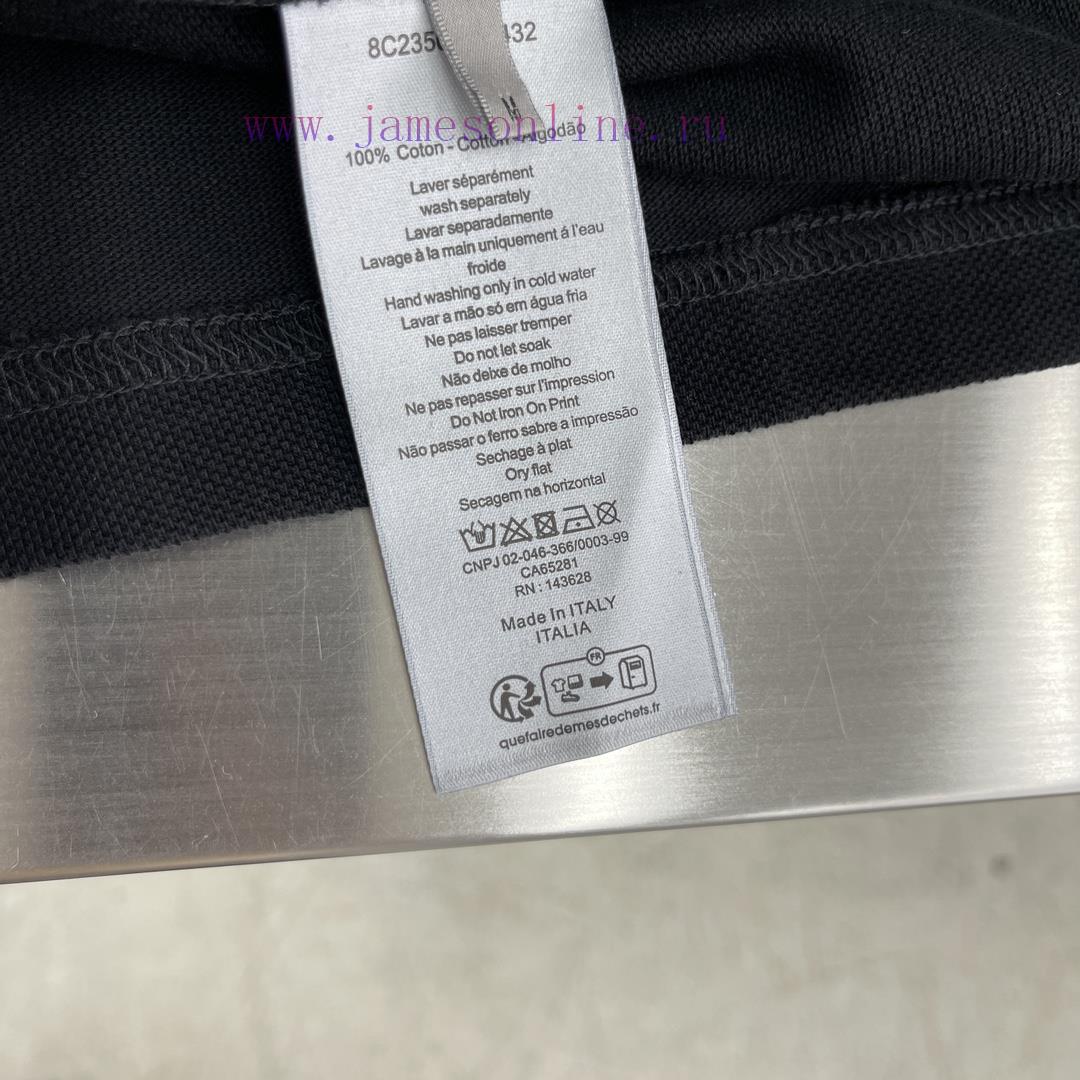 8C235 432
www.jamesonline.ru
100% Coton - Cotton - Algodão
Laver séparément
wash separately
Lavar separadamente
Lavage à la main uniquement á l'eau
froide
Hand washing only in cold water
Lavar a mão só em água fria
Ne pas laisser tremper
Do not let soak
Não deixe de molho
Ne pas repasser sur l'impression
Do Not Iron On Print
Não passar o ferro sabre a impressão
Sechage à plat
Ory flat
Secagem na horizontal
CNPJ 02-046-366/0003-99
CA65281
RN : 143628
Made In ITALY
ITALIA
FR
quefairedemesdechets.fr